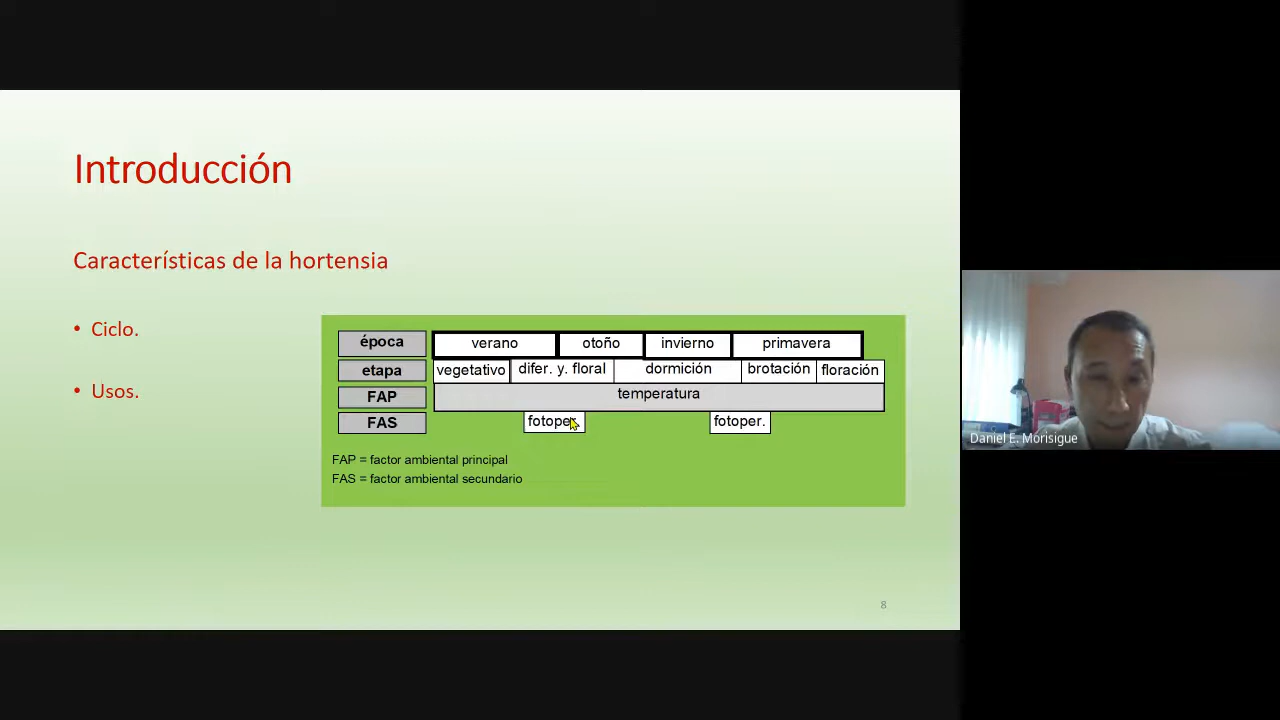 Introducción
Características de la hortensia
• Ciclo.
• Usos.
época verano otoño invierno primavera
etapa vegetativo difer. y. floral dormición brotación floración
FAP temperatura
FAS fotoper. fotoper.
FAP = factor ambiental principal
FAS = factor ambiental secundario
8
Daniel E. Morisigue